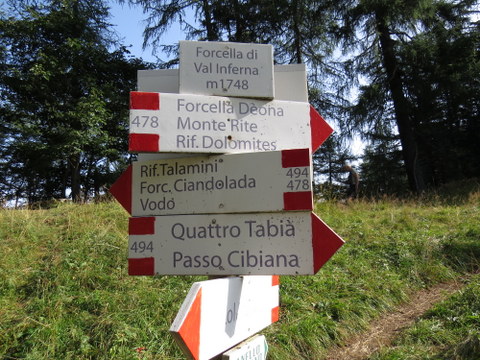 Forcella di
Val Inferna
m1748
478
Forcella Dèona
Monte Rite
Rif. Dolomites
Rif. Talamini
Forc. Ciandolada
Vodo
494
478
494
Quattro Tabià
Passo Cibiana